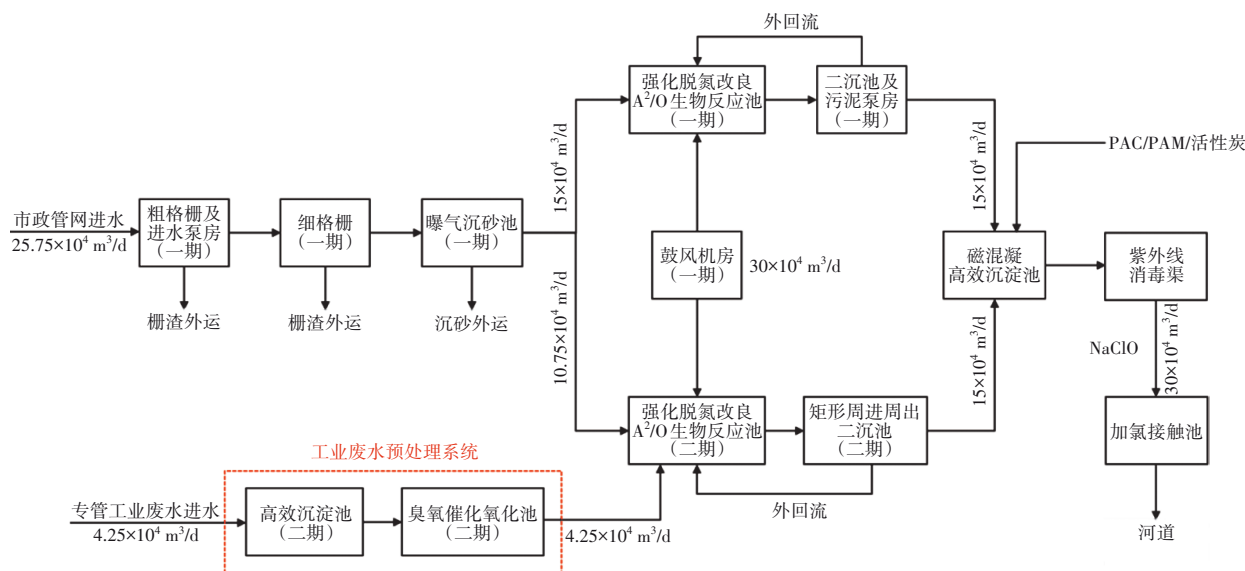 外回流
强化脱氮改良
A²/O 生物反应池
(一期)
二沉池及
污泥泵房
(一期)
15×10⁴ m³/d
15×10⁴ m³/d
PAC/PAM/活性炭
市政管网进水
25.75×10⁴ m³/d
粗格栅及
进水泵房
(一期)
细格栅
(一期)
曝气沉砂池
(一期)
鼓风机房
(一期)
30×10⁴ m³/d
磁混凝
高效沉淀池
紫外线
消毒渠
栅渣外运
栅渣外运
沉砂外运
10.75×10⁴ m³/d
15×10⁴ m³/d
NaClO
30×10⁴ m³/d
强化脱氮改良
A²/O 生物反应池
(二期)
矩形周进周出
二沉池
(二期)
加氯接触池
工业废水预处理系统
专管工业废水进水
4.25×10⁴ m³/d
高效沉淀池
(二期)
臭氧催化氧化池
(二期)
4.25×10⁴ m³/d
外回流
河道